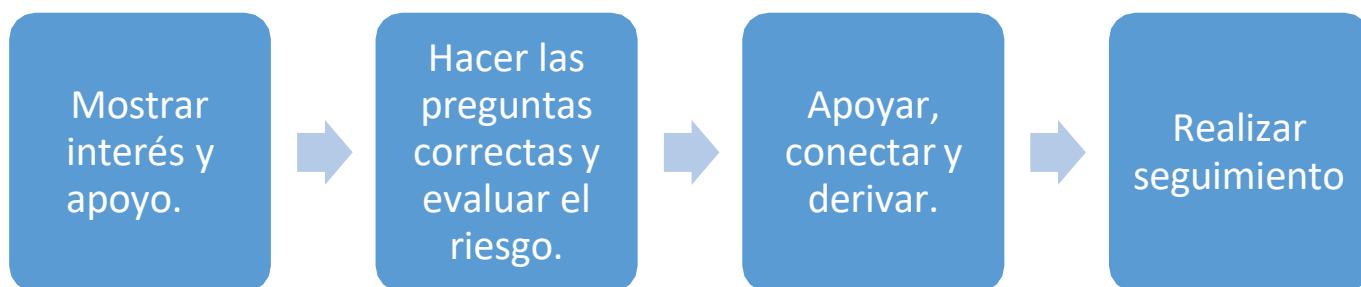 Mostrar
interés y
apoyo.
Hacer las
preguntas
correctas y
evaluar el
riesgo.
Apoyar,
conectar y
derivar.
Realizar
seguimiento